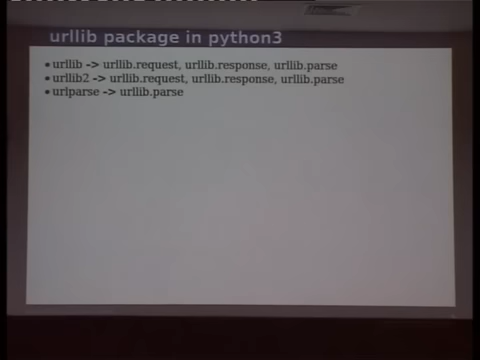 urllib package in python3
• urllib -> urllib.request, urllib.response, urllib.parse
• urllib2 -> urllib.request, urllib.response, urllib.parse
• urlparse -> urllib.parse